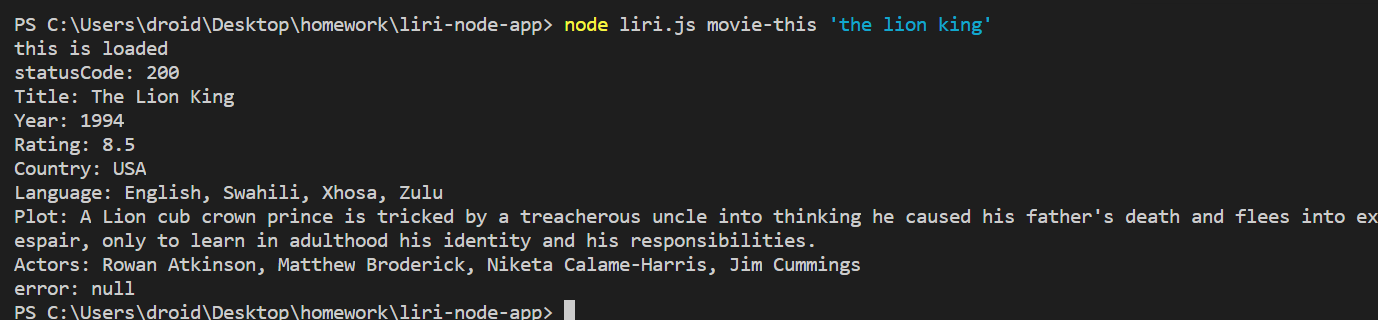 PS C:\Users\droid\Desktop\homework\liri-node-app> node liri.js movie-this 'the lion king'
this is loaded
statusCode: 200
Title: The Lion King
Year: 1994
Rating: 8.5
Country: USA
Language: English, Swahili, Xhosa, Zulu
Plot: A Lion cub crown prince is tricked by a treacherous uncle into thinking he caused his father's death and flees into ex
espair, only to learn in adulthood his identity and his responsibilities.
Actors: Rowan Atkinson, Matthew Broderick, Niketa Calame-Harris, Jim Cummings
error: null
PS C:\Users\droid\Desktop\homework\liri-node-app>